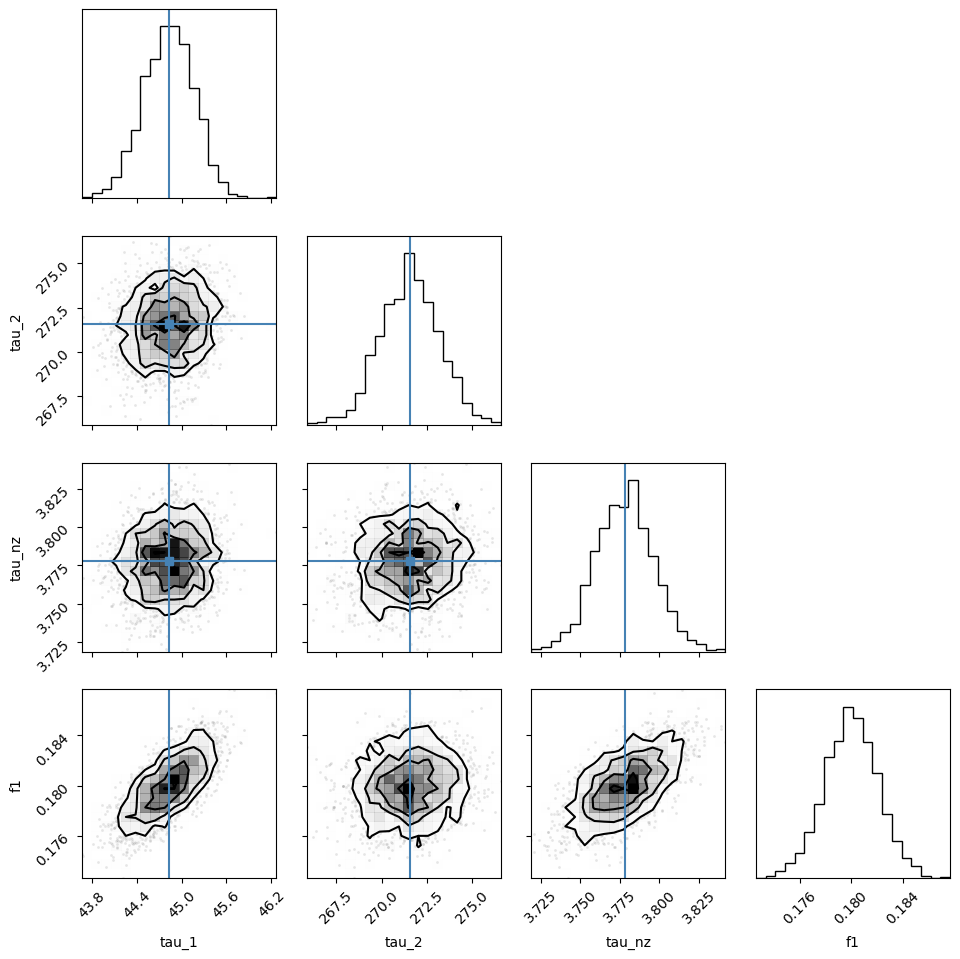 tau_2
275.0
272.5
270.0
267.5
tau_nz
3.825
3.800
3.775
3.750
3.725
f1
0.184
0.180
0.176
43.8 44.4 45.0 45.6 46.2
267.5 270.0 272.5 275.0
3.725 3.750 3.775 3.800 3.825
0.176 0.180 0.184
tau_1 tau_2 tau_nz f1